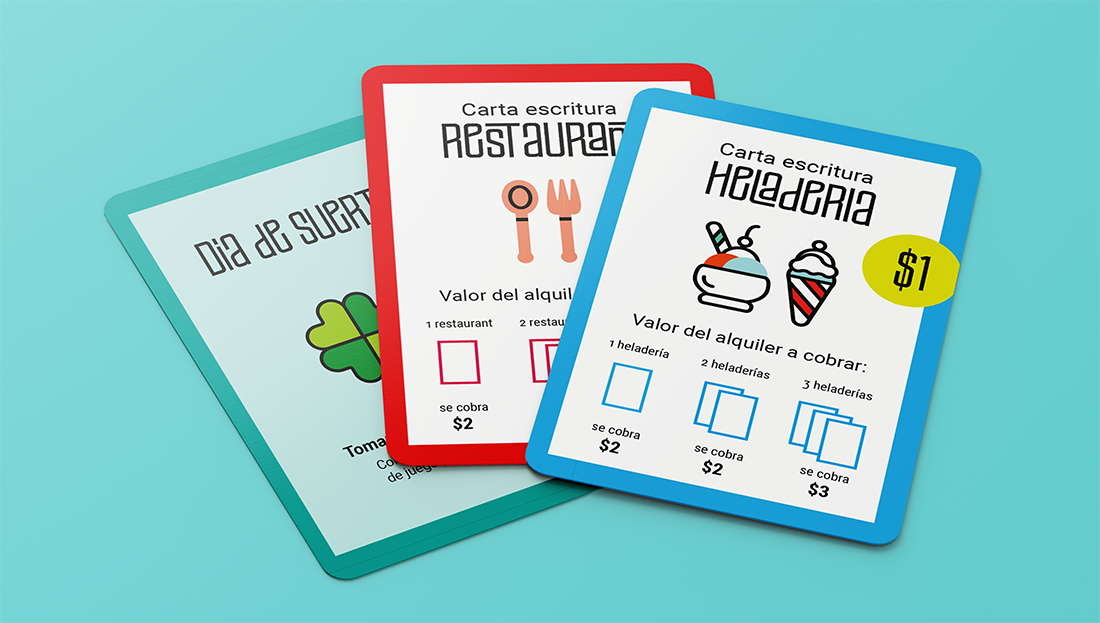 Dia de SUERT
Toma
Co
de juego
Carta escritura
RESTAURAN
Valor del alquil
1 restaurant
2 restau
se cobra
$2
Carta escritura
HELADERIA
$1
Valor del alquiler a cobrar:
1 heladería
2 heladerías
3 heladerías
se cobra
$2
se cobra
$2
se cobra
$3